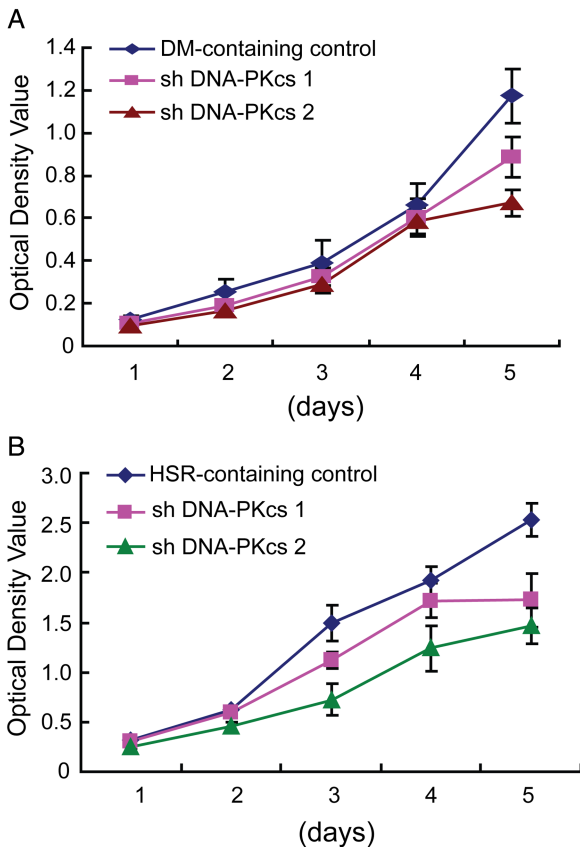 A
1.4
1.2
1.0
0.8
0.6
0.4
0.2
0
Optical Density Value
DM-containing control
sh DNA-PKcs 1
sh DNA-PKcs 2
1 2 3 4 5
(days)
B
3.0
2.5
2.0
1.5
1.0
0.5
0
Optical Density Value
HSR-containing control
sh DNA-PKcs 1
sh DNA-PKcs 2
1 2 3 4 5
(days)